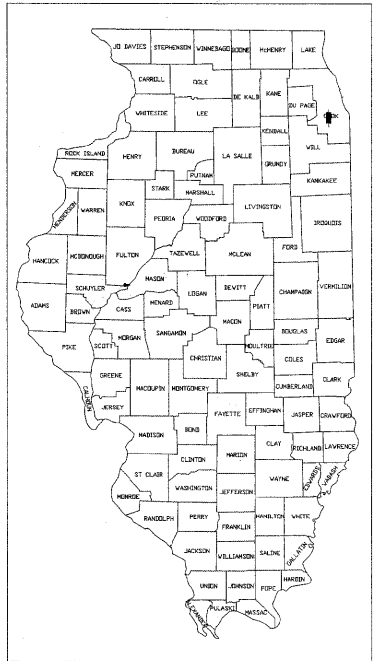 JO DAVIES STEPHENSON WINNEBAGO BOONE McHENRY LAKE
CARROLL OGLE DE KALB KANE
DU PAGE COOK
WHITESIDE LEE
KENDALL WILL
ROCK ISLAND HENRY BUREAU LA SALLE GRUNDY
MERCER PUTNAM KANKAKEE
STARK MARSHALL
HENDERSON WARREN KNOX PEORIA WOODFORD LIVINGSTON IROQUOIS
HANCOCK MCDONOUGH FULTON TAZEWELL MCLEAN FORD
MASON
SCHUYLER LOGAN DEWITT CHAMPAIGN VERMILION
ADAMS BROWN CASS MENARD PIATT
MACON
PIKE SCOTT MORGAN SANGAMON MOULTRIE DOUGLAS EDGAR
CHRISTIAN COLES
SHELBY
GREENE MACOUPIN MONTGOMERY CUMBERLAND CLARK
CALHOUN JERSEY
FAYETTE EFFINGHAM JASPER CRAWFORD
BOND
MADISON
CLAY RICHLAND LAWRENCE
CLINTON MARION
ST CLAIR WAYNE EDWARDS WABASH
WASHINGTON JEFFERSON
MONROE
RANDOLPH PERRY HAMILTON WHITE
FRANKLIN
JACKSON WILLIAMSON SALINE GALLATIN
UNION JOHNSON POPE HARDIN
ALEXANDER PULASKI MASSAC